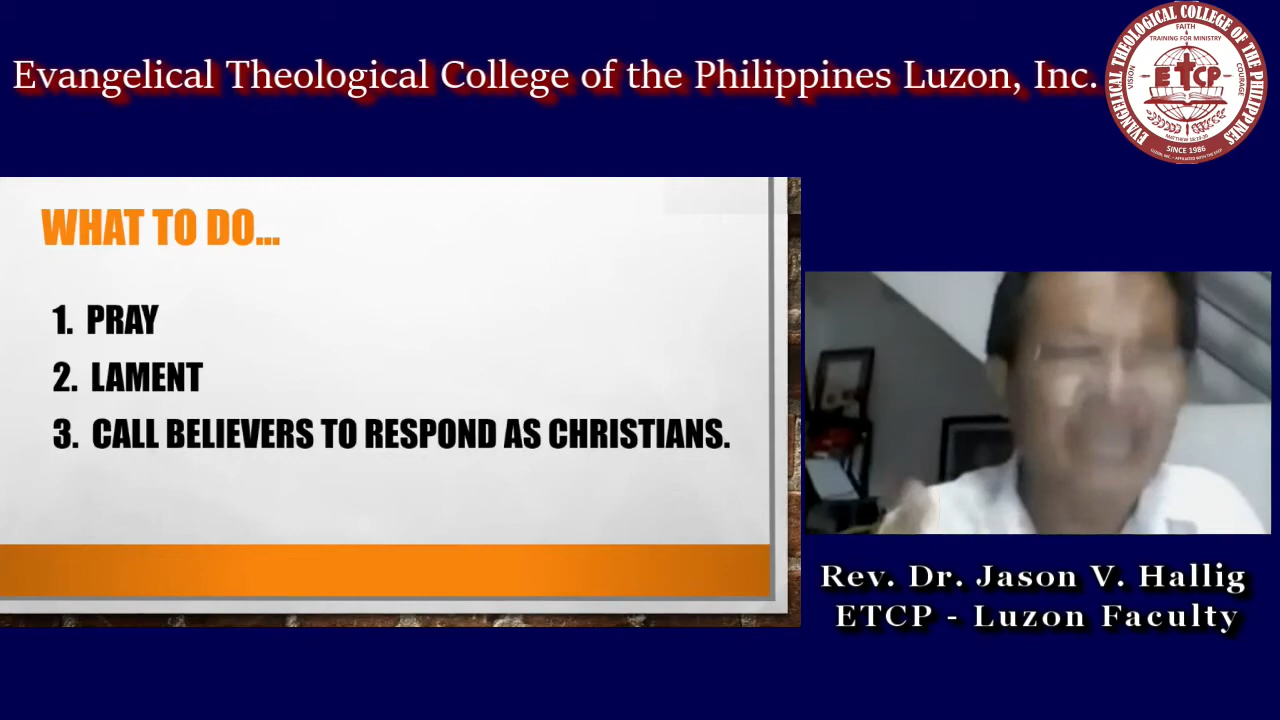 Evangelical Theological College of the Philippines Luzon, Inc.
EVANGELICAL THEOLOGICAL COLLEGE OF THE PHILIPPINES
FAITH
TRAINING FOR MINISTRY
VISION
COURAGE
ETCP
SINCE 1986
WHAT TO DO...
1. PRAY
2. LAMENT
3. CALL BELIEVERS TO RESPOND AS CHRISTIANS.
Rev. Dr. Jason V. Hallig
ETCP - Luzon Faculty